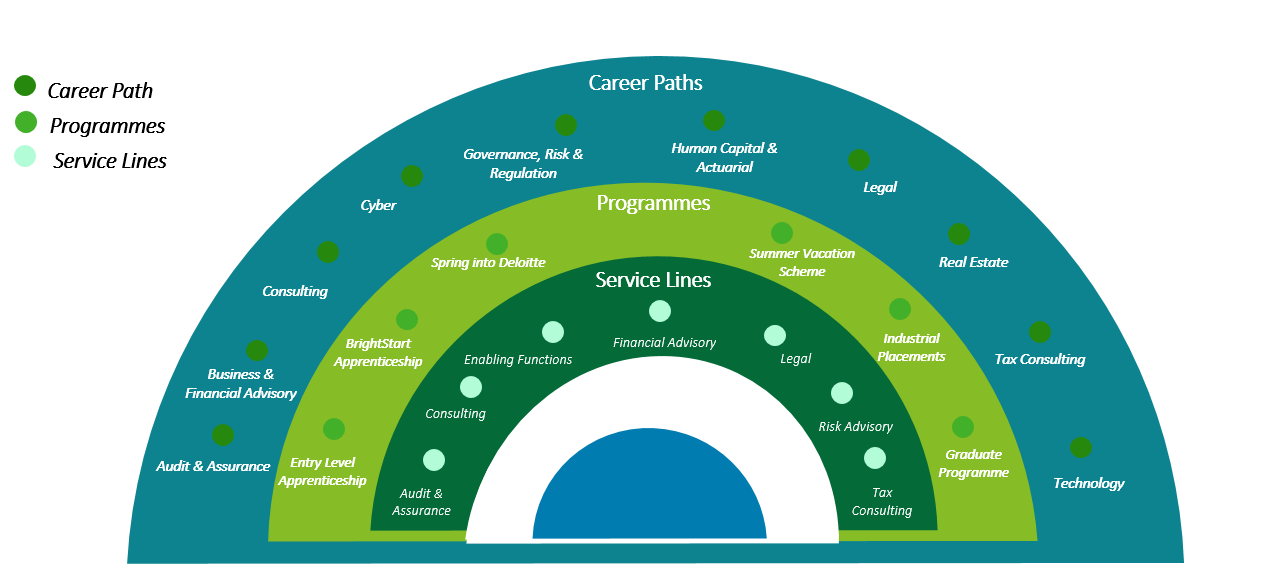 Career Path
Programmes
Service Lines
Career Paths
Governance, Risk &
Regulation
Human Capital &
Actuarial
Cyber
Legal
Consulting
Real Estate
Business &
Financial Advisory
Tax Consulting
Audit & Assurance
Technology
Programmes
Spring into Deloitte
Summer Vacation
Scheme
BrightStart
Apprenticeship
Industrial
Placements
Entry Level
Apprenticeship
Graduate
Programme
Service Lines
Enabling Functions
Financial Advisory
Legal
Consulting
Risk Advisory
Audit &
Assurance
Tax
Consulting